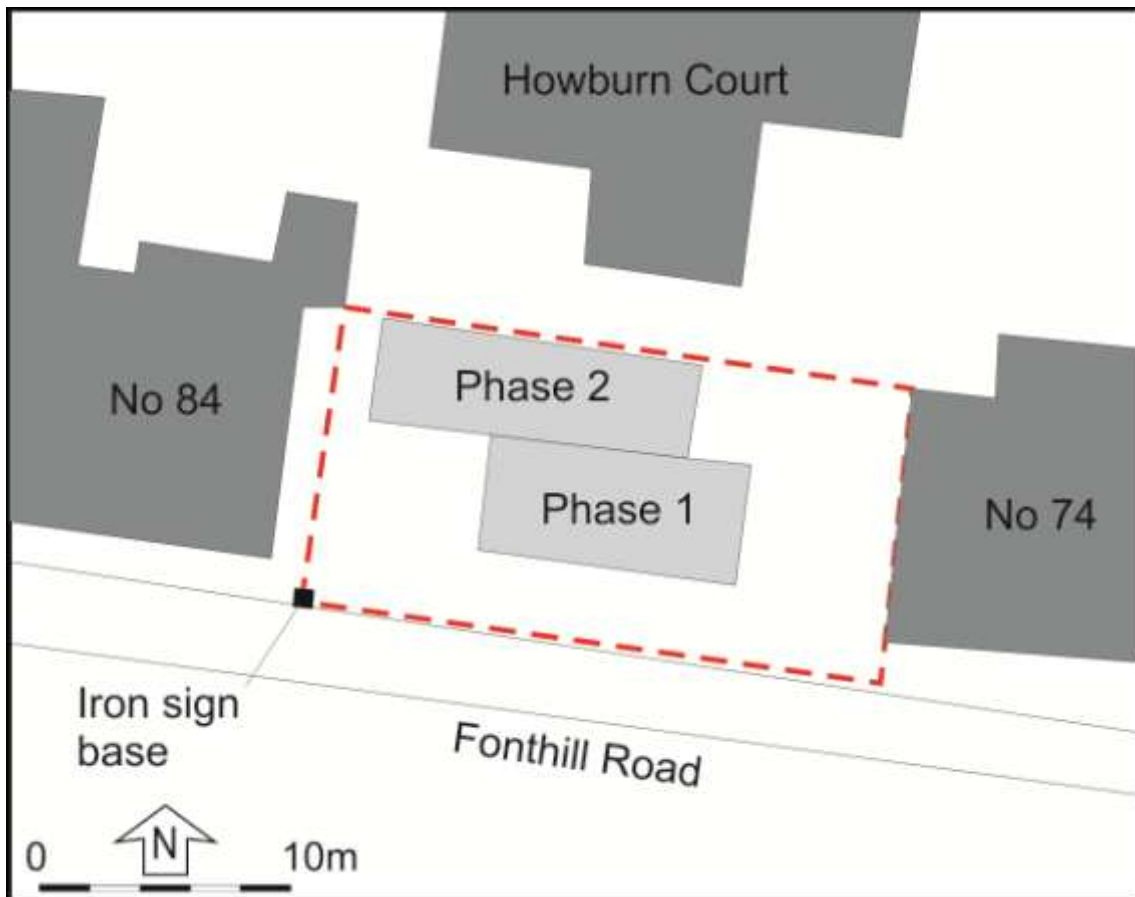 Howburn Court
No 84
Phase 2
Phase 1
No 74
Iron sign
base
Fonthill Road
N
0
10m